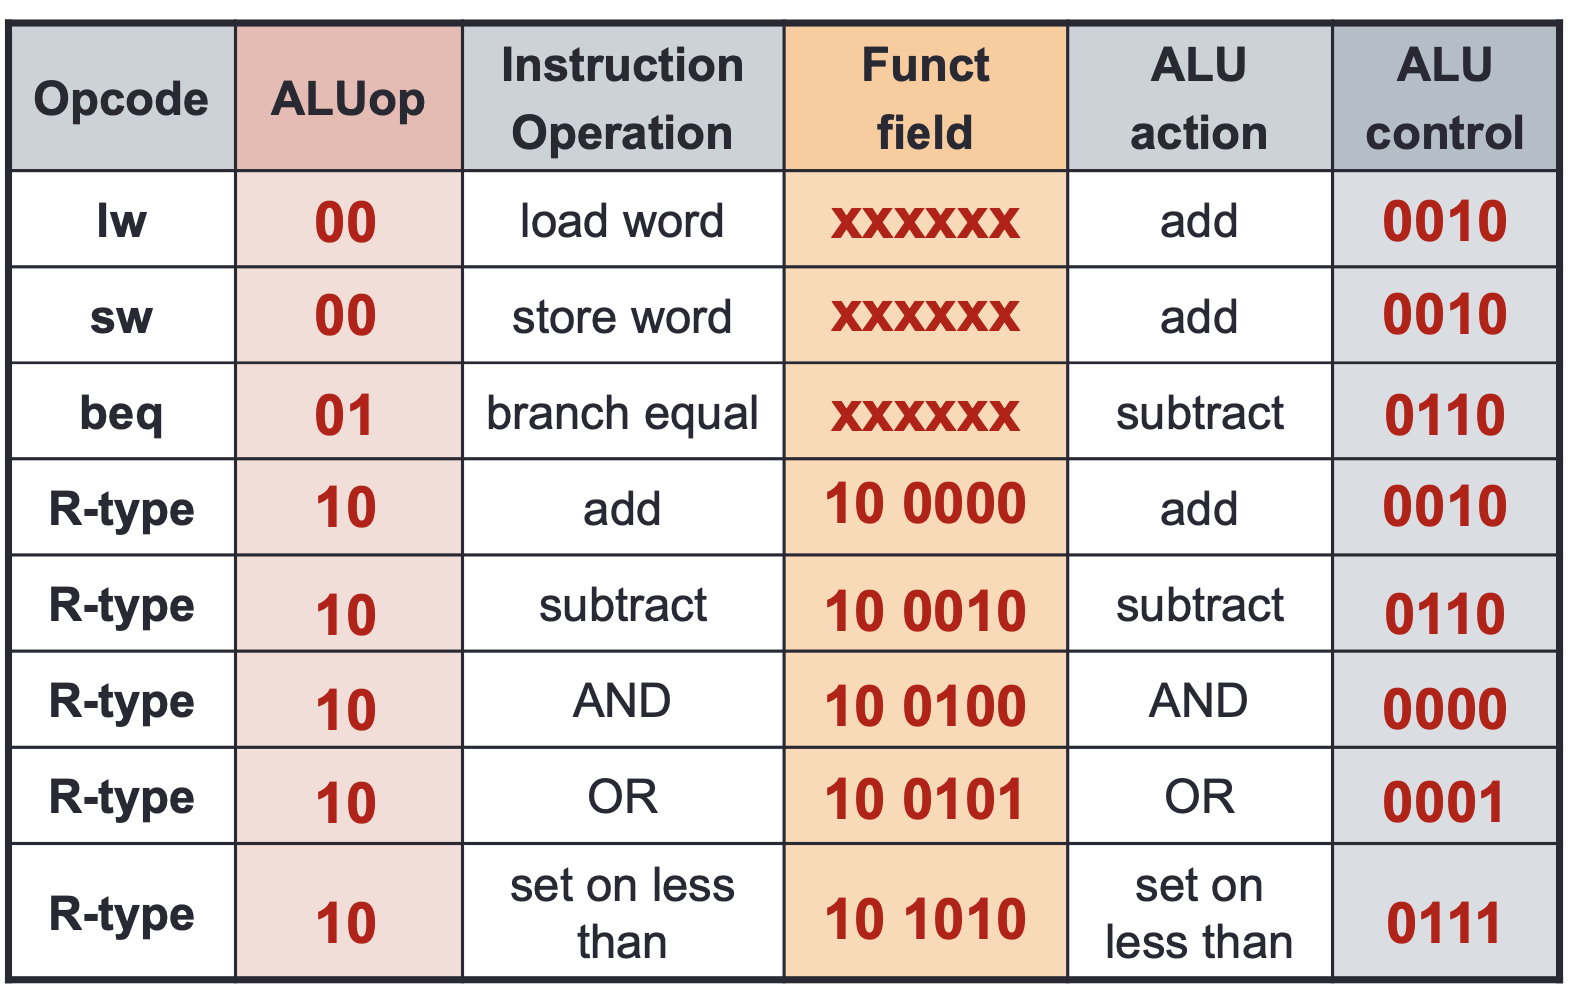 Opcode ALUop Instruction Operation Funct field ALU action ALU control
lw 00 load word xxxxxx add 0010
sw 00 store word xxxxxx add 0010
beq 01 branch equal xxxxxx subtract 0110
R-type 10 add 10 0000 add 0010
R-type 10 subtract 10 0010 subtract 0110
R-type 10 AND 10 0100 AND 0000
R-type 10 OR 10 0101 OR 0001
R-type 10 set on less than 10 1010 set on less than 0111